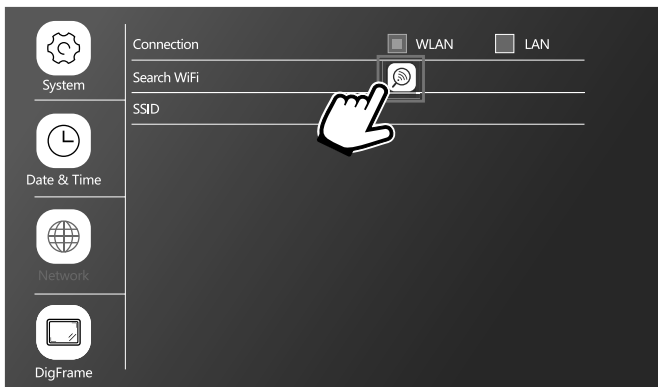 Connection
WLAN
LAN
System
Search WiFi
SSID
Date & Time
Network
DigFrame